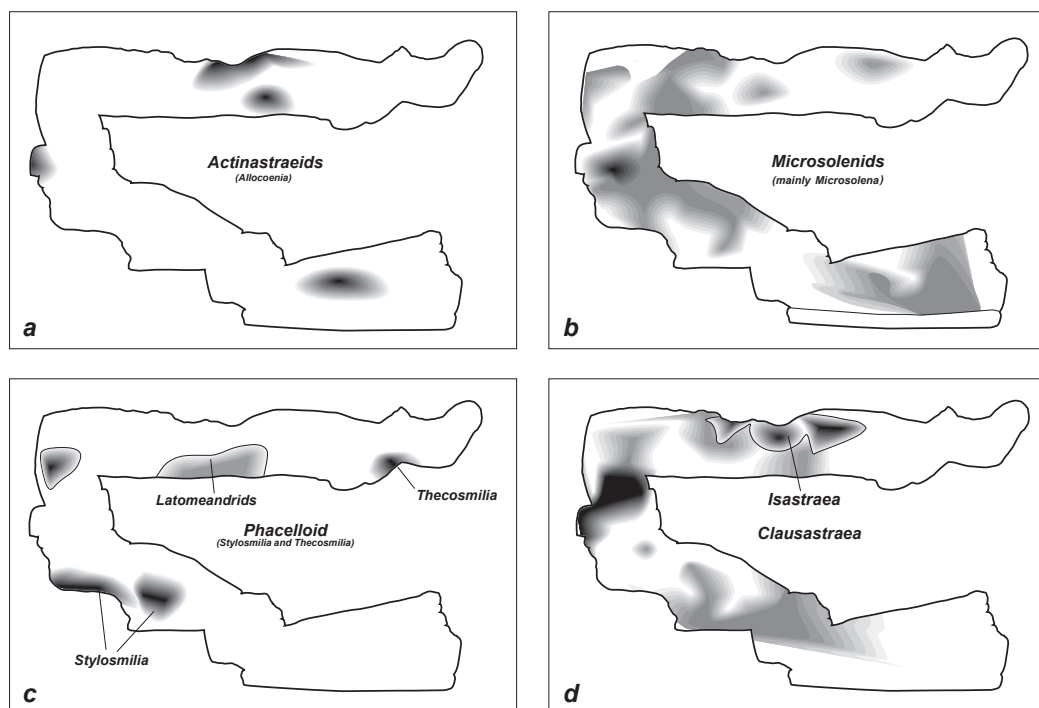 Actinastraeids
(Allocoenia)
a
Microsolenids
(mainly Microsolena)
b
Latomeandrids
Thecosmilia
Phacelloid
(Stylosmilia and Thecosmilia)
Stylosmilia
c
Isastraea
Clausastraea
d